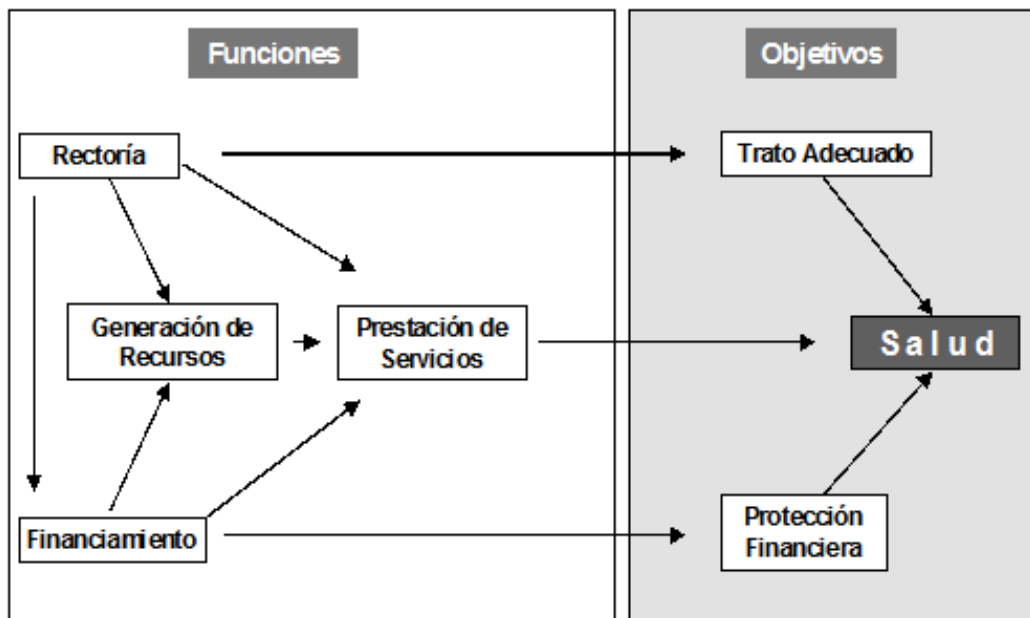 Funciones
Objetivos
Rectoría
Trato Adecuado
Generación de
Recursos
Prestación de
Servicios
Salud
Financiamiento
Protección
Financiera